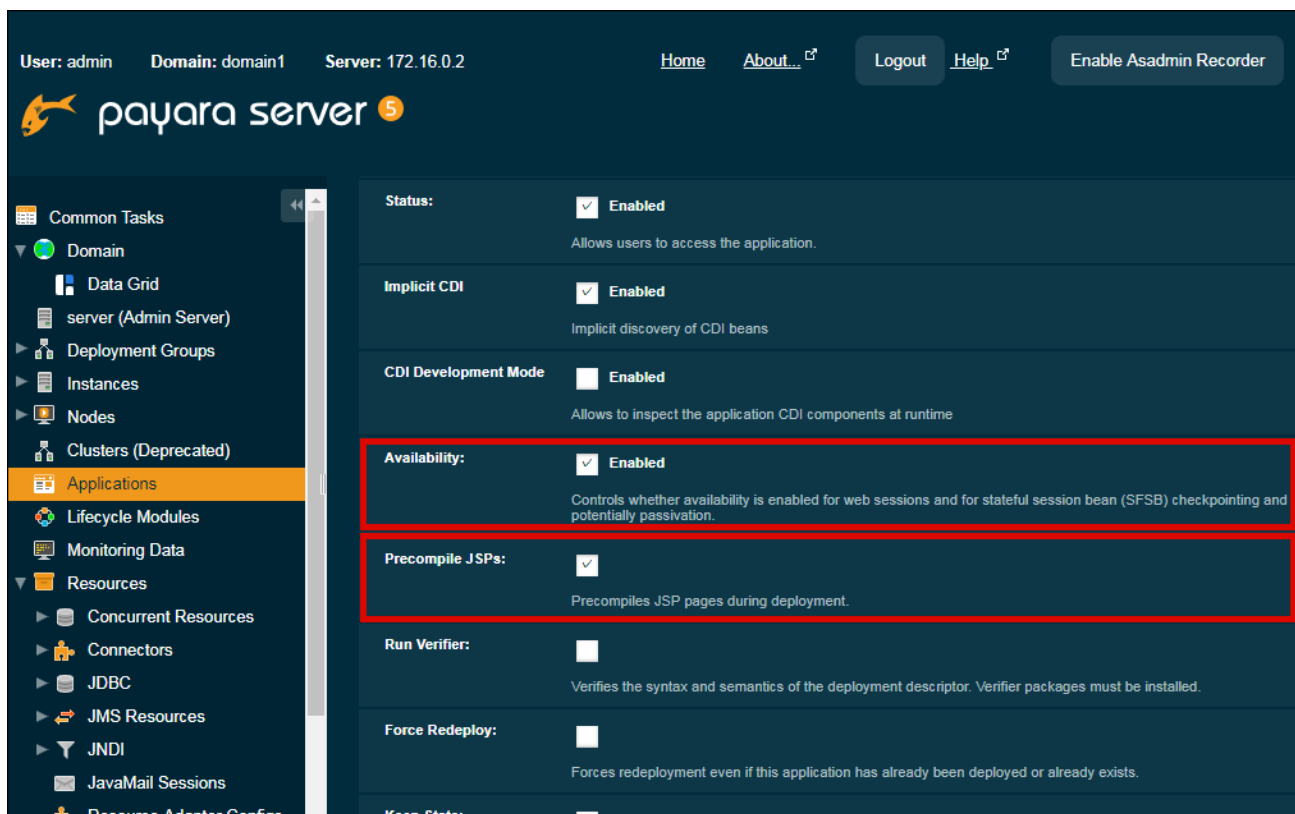 User: admin Domain: domain1 Server: 172.16.0.2 Home About... Logout Help Enable Asadmin Recorder
payara server 5
Common Tasks
Domain
Data Grid
server (Admin Server)
Deployment Groups
Instances
Nodes
Clusters (Deprecated)
Applications
Lifecycle Modules
Monitoring Data
Resources
Concurrent Resources
Connectors
JDBC
JMS Resources
JNDI
JavaMail Sessions
Resource Adapter Configs
Status: Enabled
Allows users to access the application.
Implicit CDI Enabled
Implicit discovery of CDI beans
CDI Development Mode Enabled
Allows to inspect the application CDI components at runtime
Availability: Enabled
Controls whether availability is enabled for web sessions and for stateful session bean (SFSB) checkpointing and
potentially passivation.
Precompile JSPs:
Precompiles JSP pages during deployment.
Run Verifier:
Verifies the syntax and semantics of the deployment descriptor. Verifier packages must be installed.
Force Redeploy:
Forces redeployment even if this application has already been deployed or already exists.
Keep State: